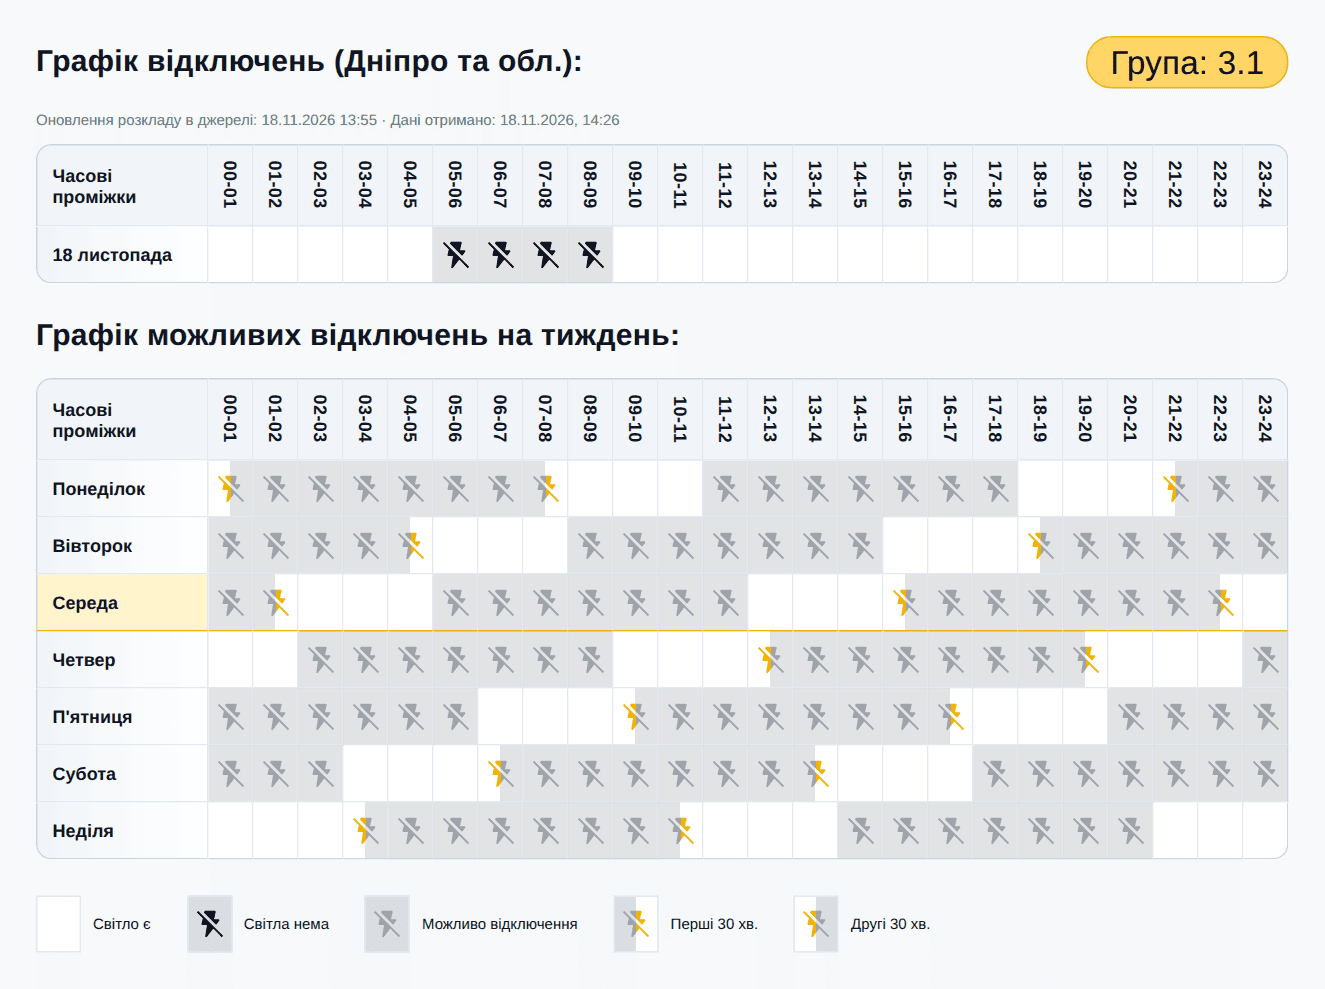 Графік відключень (Дніпро та обл.):
Група: 3.1
Оновлення розкладу в джерелі: 18.11.2026 13:55 · Дані отримано: 18.11.2026, 14:26
Часові проміжки 00-01 01-02 02-03 03-04 04-05 05-06 06-07 07-08 08-09 09-10 10-11 11-12 12-13 13-14 14-15 15-16 16-17 17-18 18-19 19-20 20-21 21-22 22-23 23-24
18 листопада
Графік можливих відключень на тиждень:
Часові проміжки 00-01 01-02 02-03 03-04 04-05 05-06 06-07 07-08 08-09 09-10 10-11 11-12 12-13 13-14 14-15 15-16 16-17 17-18 18-19 19-20 20-21 21-22 22-23 23-24
Понеділок
Вівторок
Середа
Четвер
П'ятниця
Субота
Неділя
Світло є Світла нема Можливо відключення Перші 30 хв. Другі 30 хв.